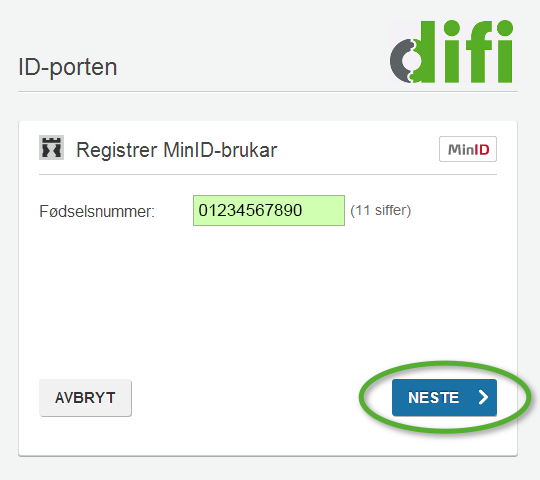 difi
ID-porten
Registrer MinID-brukar
MinID
Fødselsnummer: 01234567890 (11 siffer)
AVBRYT NESTE